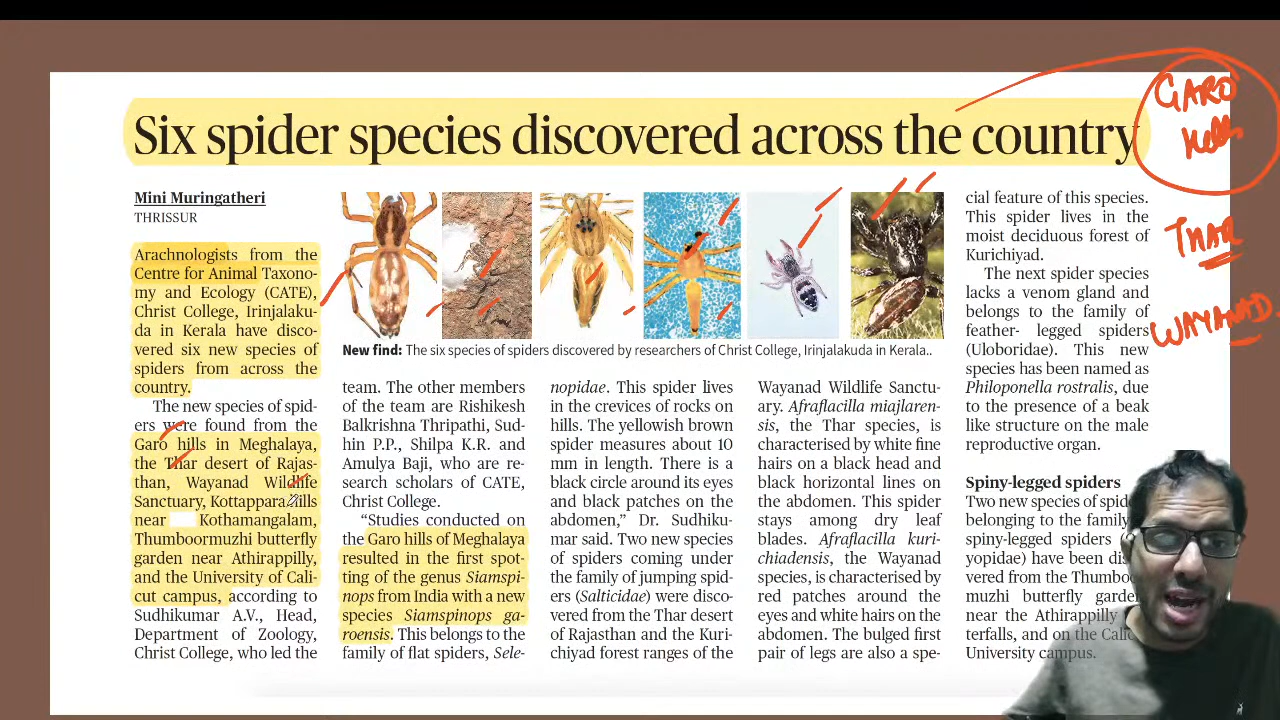 Six spider species discovered across the country
GARO
Hills
THAR
WAYANAD.
Mini Muringatheri
THRISSUR
Arachnologists from the
Centre for Animal Taxono-
my and Ecology (CATE),
Christ College, Irinjalaku-
da in Kerala have disco-
vered six new species of
spiders from across the
country.
The new species of spid-
ers were found from the
Garo hills in Meghalaya,
the Thar desert of Rajas-
than, Wayanad Wildlife
Sanctuary, Kottappara hills
near Kothamangalam,
Thumboormuzhi butterfly
garden near Athirappilly,
and the University of Cali-
cut campus, according to
Sudhikumar A.V., Head,
Department of Zoology,
Christ College, who led the
New find: The six species of spiders discovered by researchers of Christ College, Irinjalakuda in Kerala..
team. The other members
of the team are Rishikesh
Balkrishna Thripathi, Sud-
hin P.P., Shilpa K.R. and
Amulya Baji, who are re-
search scholars of CATE,
Christ College.
“Studies conducted on
the Garo hills of Meghalaya
resulted in the first spot-
ting of the genus Siamspi-
nops from India with a new
species Siamspinops ga-
roensis. This belongs to the
family of flat spiders, Sele-
nopidae. This spider lives
in the crevices of rocks on
hills. The yellowish brown
spider measures about 10
mm in length. There is a
black circle around its eyes
and black patches on the
abdomen,” Dr. Sudhiku-
mar said. Two new species
of spiders coming under
the family of jumping spid-
ers (Salticidae) were disco-
vered from the Thar desert
of Rajasthan and the Kuri-
chiyad forest ranges of the
Wayanad Wildlife Sanctu-
ary. Afraflacilla miajlaren-
sis, the Thar species, is
characterised by white fine
hairs on a black head and
black horizontal lines on
the abdomen. This spider
stays among dry leaf
blades. Afraflacilla kuri-
chiadensis, the Wayanad
species, is characterised by
red patches around the
eyes and white hairs on the
abdomen. The bulged first
pair of legs are also a spe-
cial feature of this species.
This spider lives in the
moist deciduous forest of
Kurichiyad.
The next spider species
lacks a venom gland and
belongs to the family of
feather- legged spiders
(Uloboridae). This new
species has been named as
Philoponella rostralis, due
to the presence of a beak
like structure on the male
reproductive organ.
Spiny-legged spiders
Two new species of spid
belonging to the family
spiny-legged spiders
yopidae) have been dis
vered from the Thumbo
muzhi butterfly garde
near the Athirappilly
terfalls, and on the Calic
University campus.